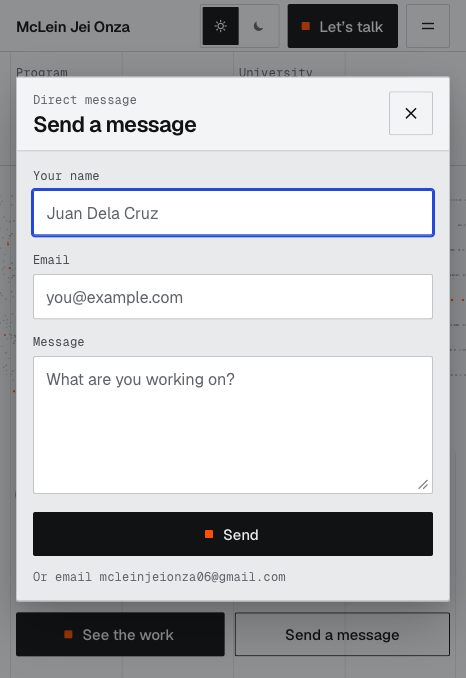 McLein Jei Onza
Let's talk
Program
University
Direct message
Send a message
Your name
Juan Dela Cruz
Email
you@example.com
Message
What are you working on?
Send
Or email mcleinjeionza06@gmail.com
See the work
Send a message